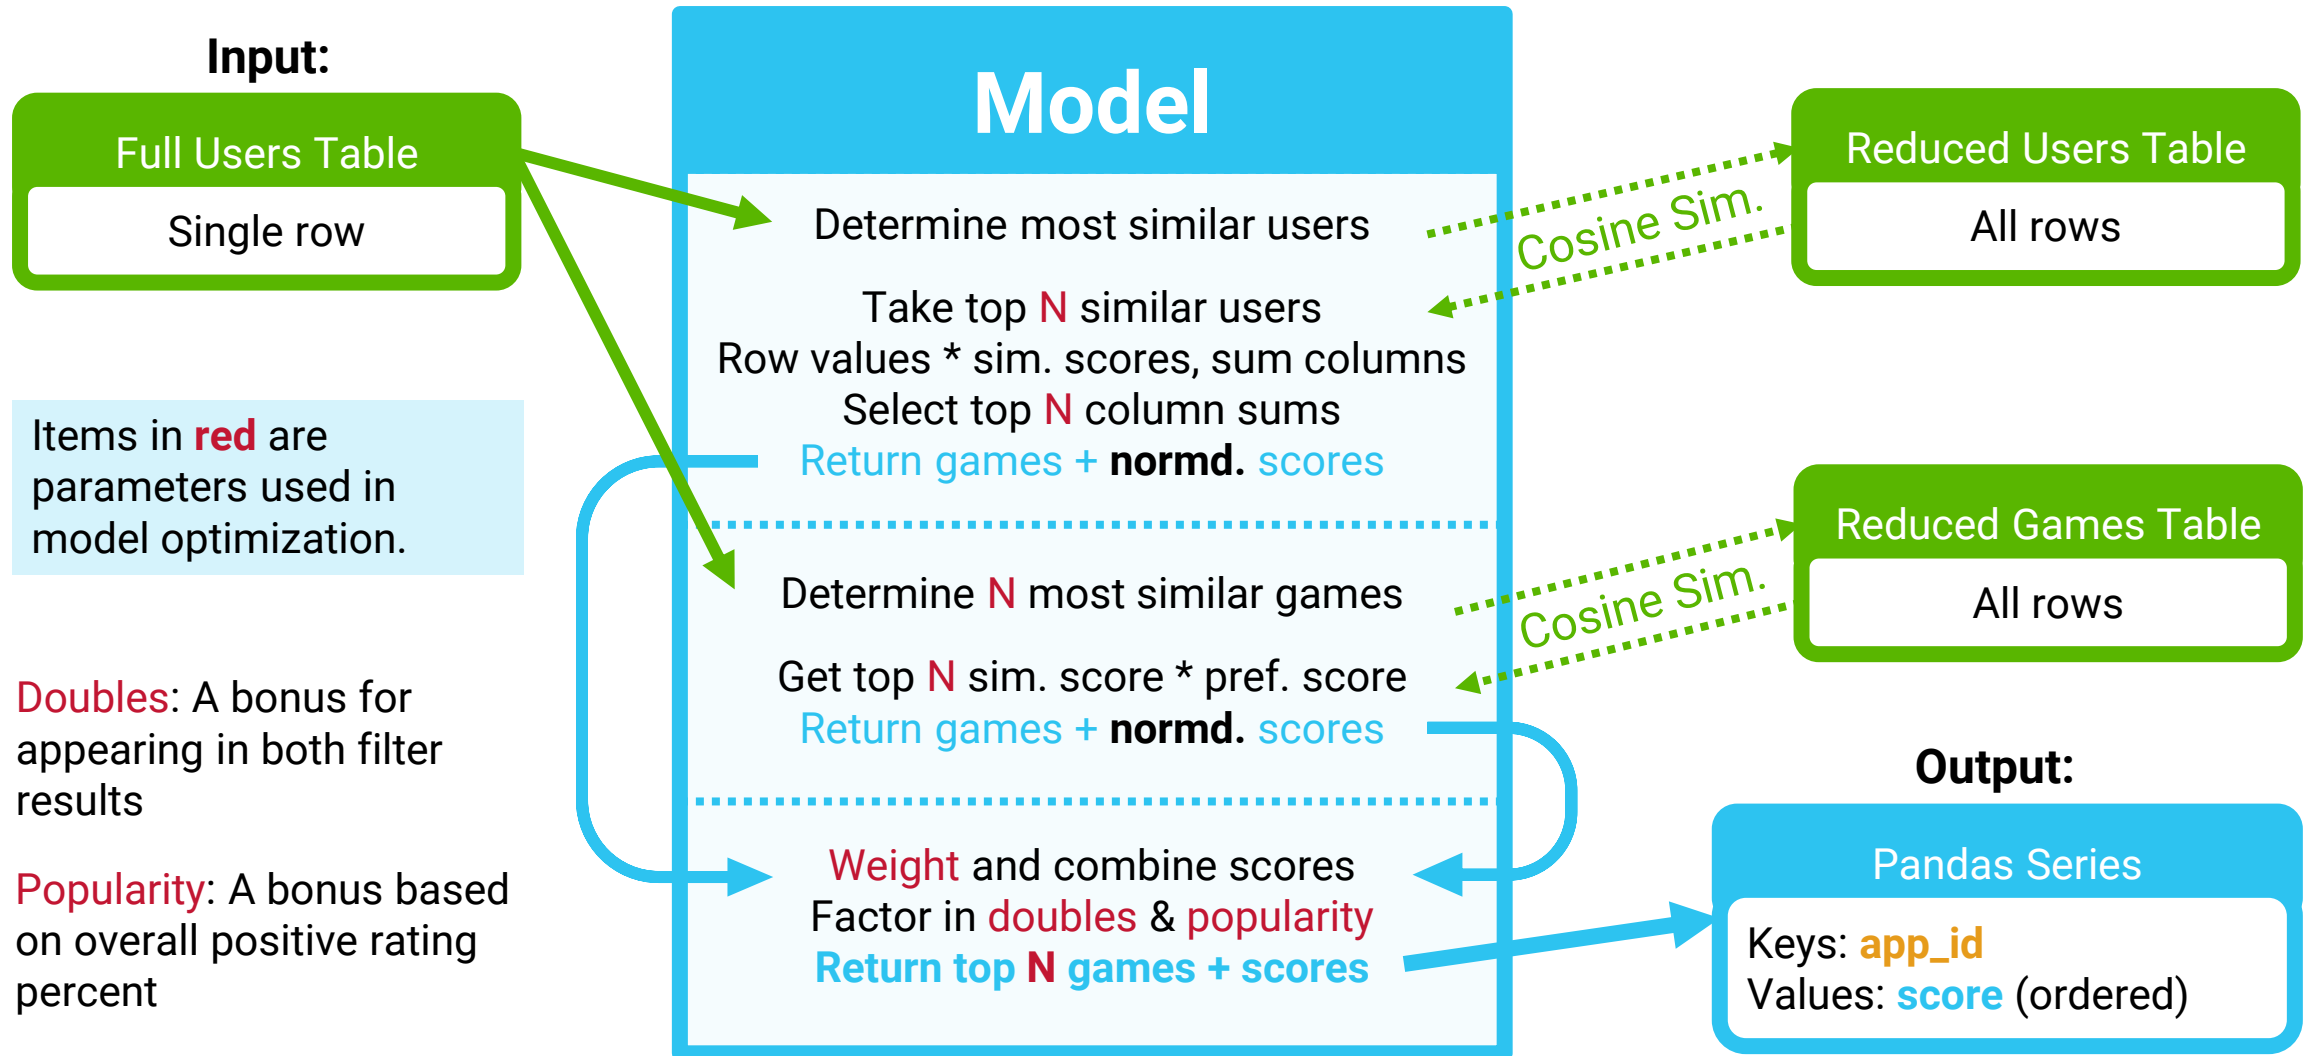 Input:
Full Users Table
Single row
Items in red are
parameters used in
model optimization.
Doubles: A bonus for
appearing in both filter
results
Popularity: A bonus based
on overall positive rating
percent
Model
Determine most similar users
Take top N similar users
Row values * sim. scores, sum columns
Select top N column sums
Return games + normd. scores
Determine N most similar games
Get top N sim. score * pref. score
Return games + normd. scores
Weight and combine scores
Factor in doubles & popularity
Return top N games + scores
Cosine Sim.
Reduced Users Table
All rows
Cosine Sim.
Reduced Games Table
All rows
Output:
Pandas Series
Keys: app_id
Values: score (ordered)